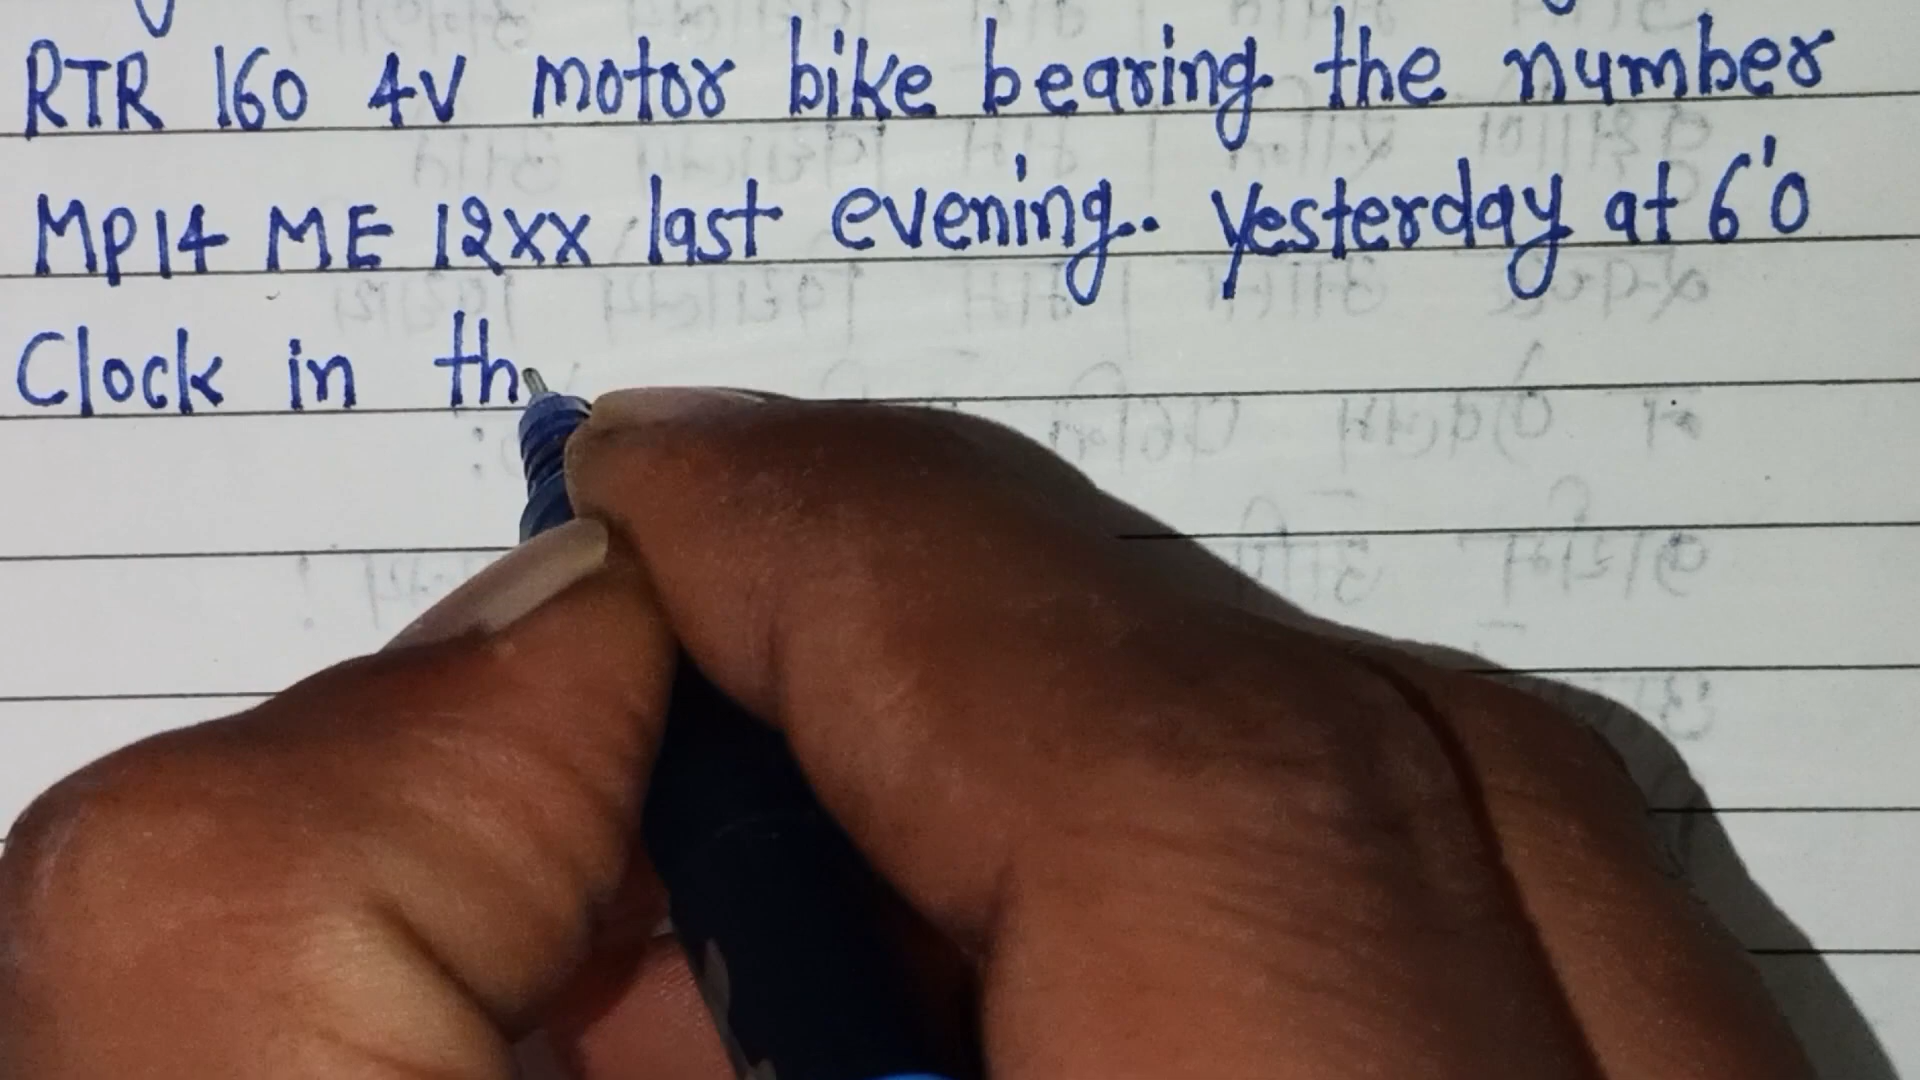 RTR 160 4V motor bike bearing the number
MP14 ME 12XX last evening. Yesterday at 6'0
Clock in th